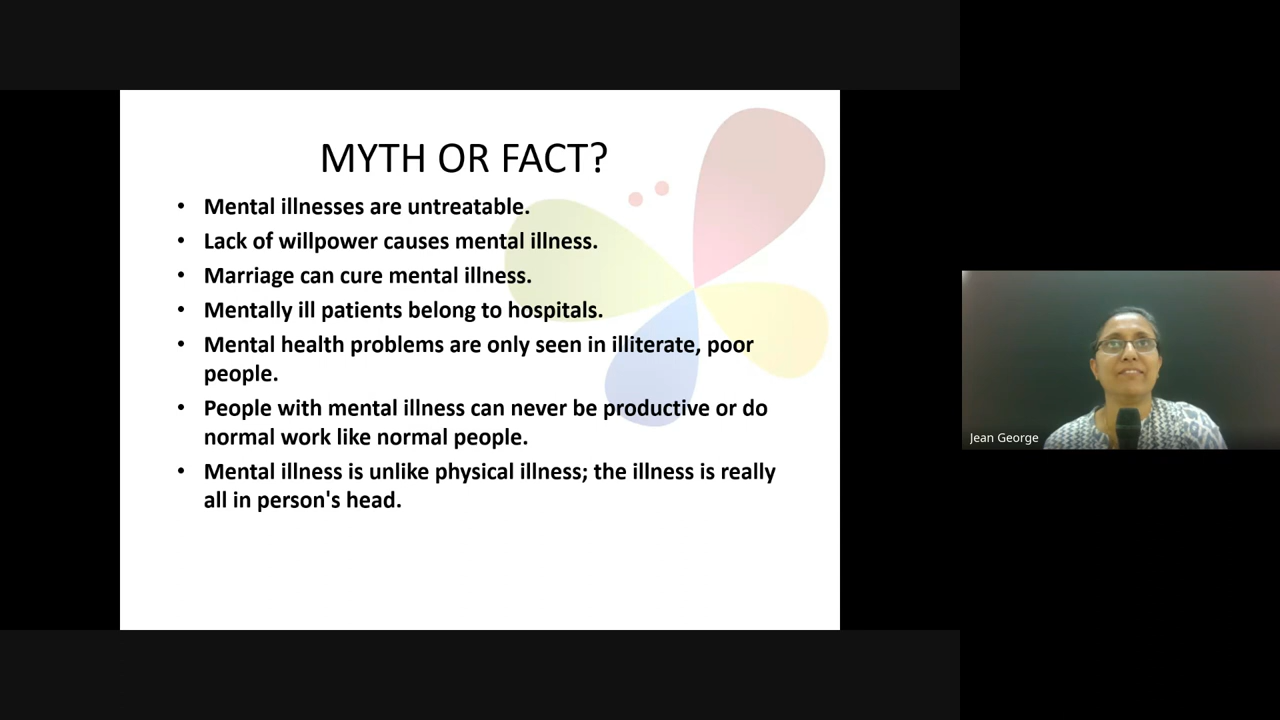 MYTH OR FACT?
• Mental illnesses are untreatable.
• Lack of willpower causes mental illness.
• Marriage can cure mental illness.
• Mentally ill patients belong to hospitals.
• Mental health problems are only seen in illiterate, poor
people.
• People with mental illness can never be productive or do
normal work like normal people.
• Mental illness is unlike physical illness; the illness is really
all in person's head.
Jean George